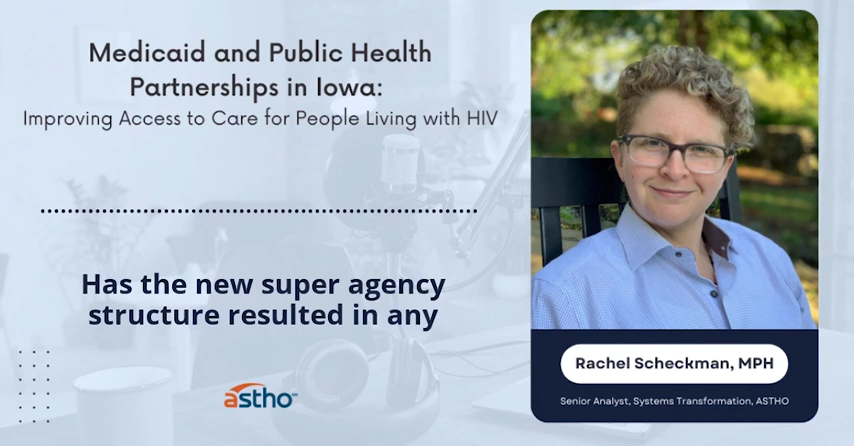 Medicaid and Public Health
Partnerships in Iowa:
Improving Access to Care for People Living with HIV
Has the new super agency
structure resulted in any
astho
Rachel Scheckman, MPH
Senior Analyst, Systems Transformation, ASTHO